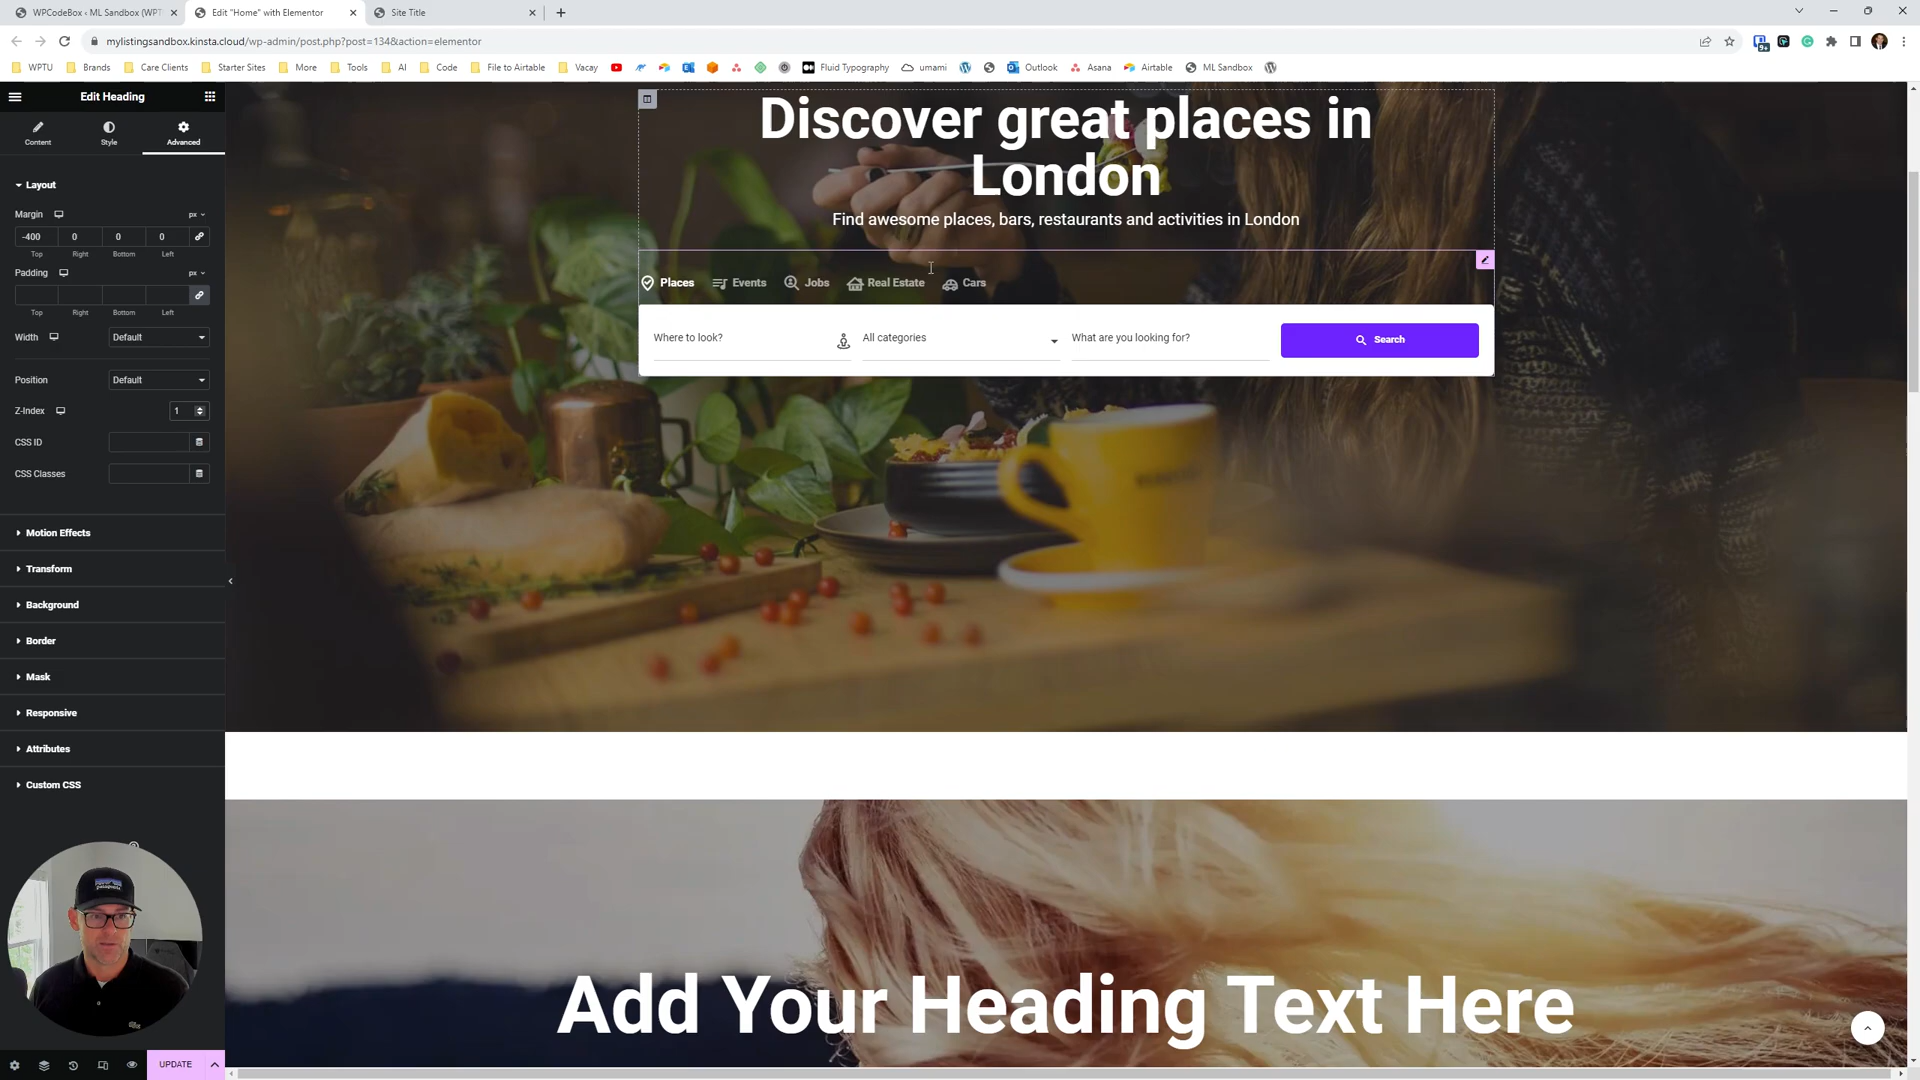 WPCodeBox ‹ ML Sandbox (WPTU
Edit "Home" with Elementor
Site Title
mylistingsandbox.kinsta.cloud/wp-admin/post.php?post=134&action=elementor
WPTU
Brands
Care Clients
Starter Sites
More
Tools
AI
Code
File to Airtable
Vacay
Fluid Typography
umami
Outlook
Asana
Airtable
ML Sandbox
9+
Edit Heading
Content
Style
Advanced
Layout
Margin
px
-400
0
0
0
Top
Right
Bottom
Left
Padding
px
Top
Right
Bottom
Left
Width
Default
Position
Default
Z-Index
1
CSS ID
CSS Classes
Motion Effects
Transform
Background
Border
Mask
Responsive
Attributes
Custom CSS
UPDATE
Discover great places in
London
Find awesome places, bars, restaurants and activities in London
Places
Events
Jobs
Real Estate
Cars
Where to look?
All categories
What are you looking for?
Search
Add Your Heading Text Here
patagonia